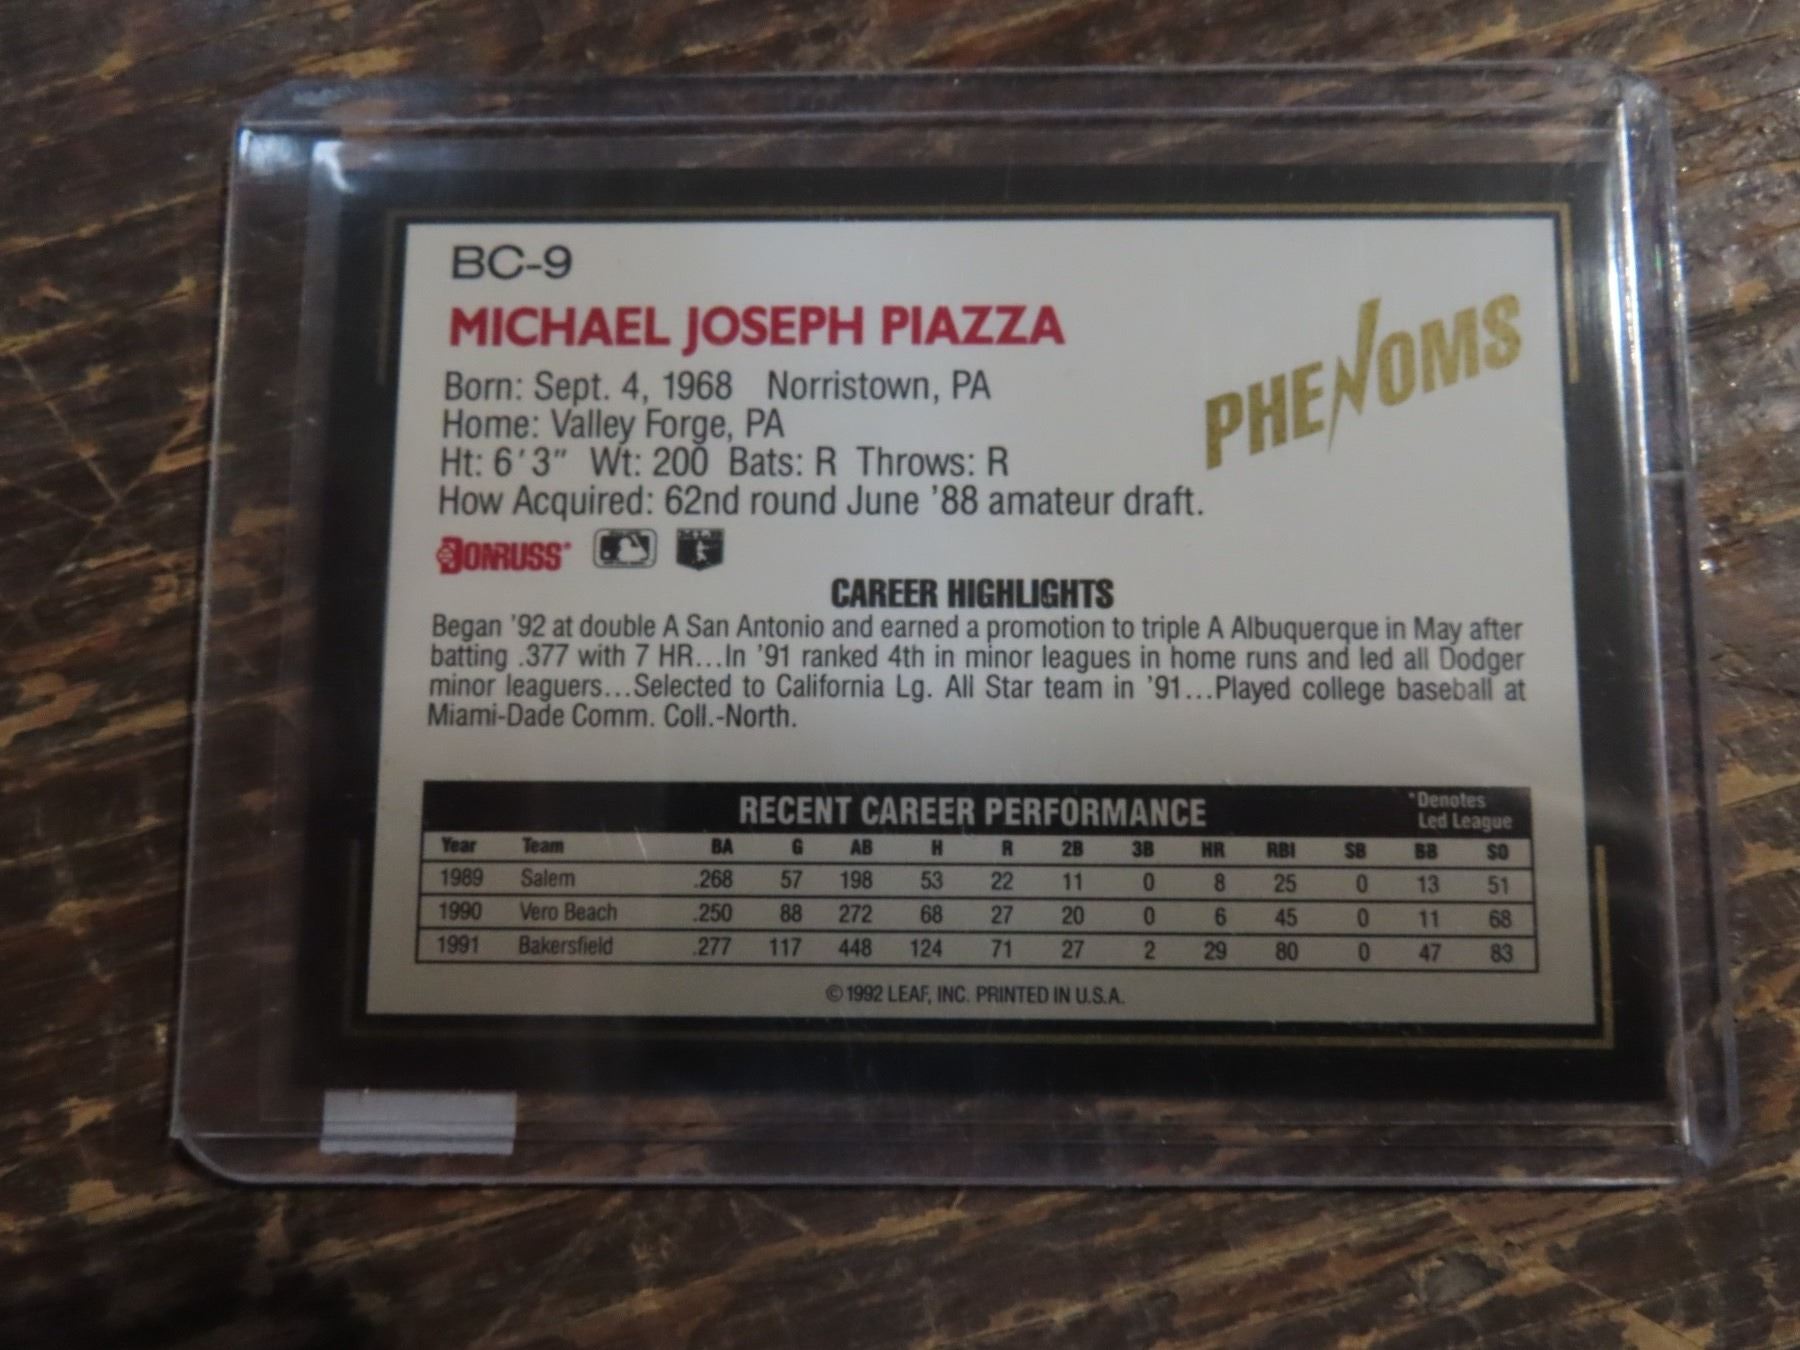 BC-9
MICHAEL JOSEPH PIAZZA
PHENOMS
Born: Sept. 4, 1968 Norristown, PA
Home: Valley Forge, PA
Ht: 6'3" Wt: 200 Bats: R Throws: R
How Acquired: 62nd round June '88 amateur draft.
DONRUSS
CAREER HIGHLIGHTS
Began '92 at double A San Antonio and earned a promotion to triple A Albuquerque in May after
batting .377 with 7 HR...In '91 ranked 4th in minor leagues in home runs and led all Dodger
minor leaguers...Selected to California Lg. All Star team in '91...Played college baseball at
Miami-Dade Comm. Coll.-North.
RECENT CAREER PERFORMANCE
*Denotes
Led League
Year Team BA G AB H R 2B 3B HR RBI SB BB SO
1989 Salem .268 57 198 53 22 11 0 8 25 0 13 51
1990 Vero Beach .250 88 272 68 27 20 0 6 45 0 11 68
1991 Bakersfield .277 117 448 124 71 27 2 29 80 0 47 83
©1992 LEAF, INC. PRINTED IN U.S.A.